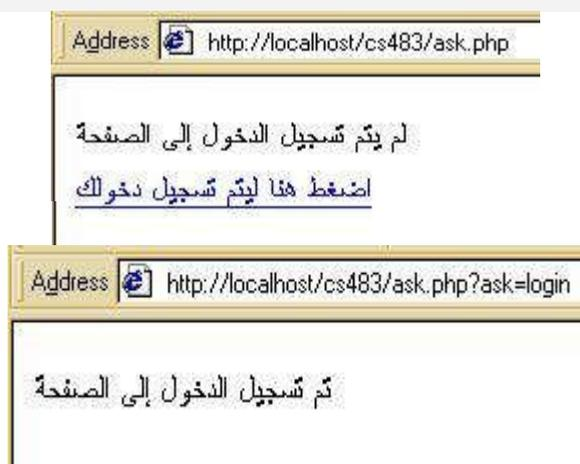 Address http://localhost/cs483/ask.php
لم يتم تسجيل الدخول إلى الصفحة
اضغط هنا ليتم تسجيل دخولك
Address http://localhost/cs483/ask.php?ask=login
تم تسجيل الدخول إلى الصفحة